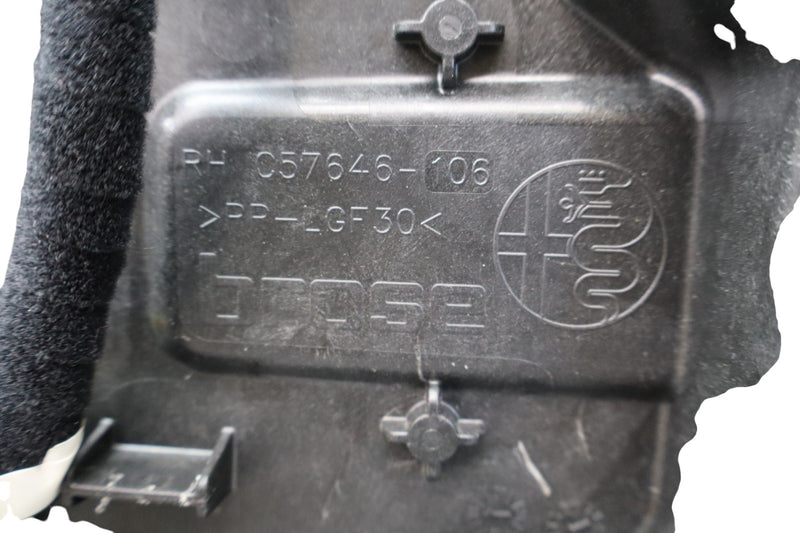 RH C57646-106
>PP-LGF30<
brose